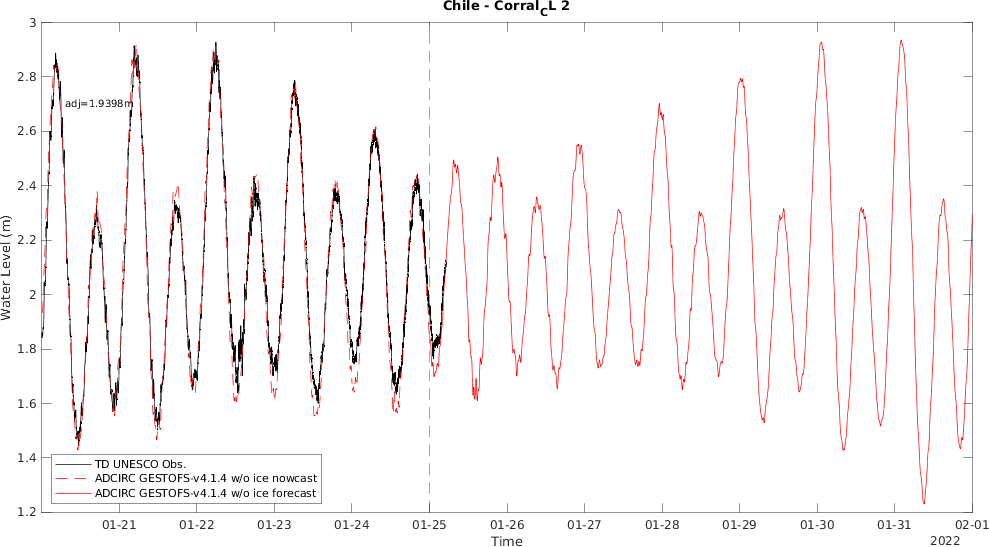 Chile - Corral_CL 2
3
2.8
adj=1.9398m
2.6
2.4
2.2
Water Level (m)
2
1.8
1.6
1.4
1.2
TD UNESCO Obs.
ADCIRC GESTOFS-v4.1.4 w/o ice nowcast
ADCIRC GESTOFS-v4.1.4 w/o ice forecast
01-21 01-22 01-23 01-24 01-25 01-26 01-27 01-28 01-29 01-30 01-31 02-01
Time
2022